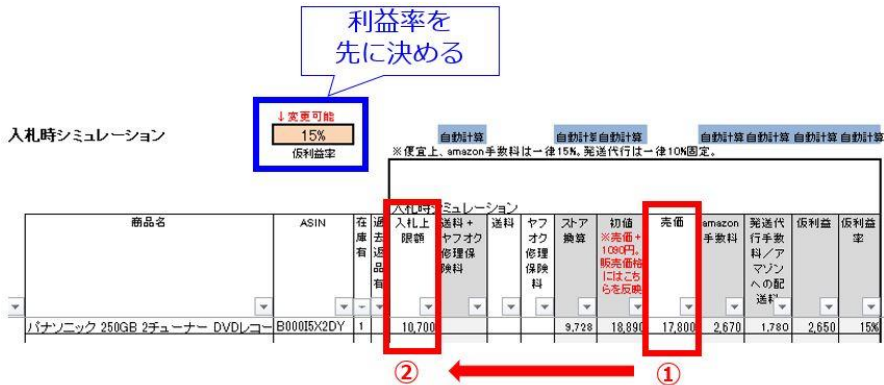 利益率を
先に決める
↓変更可能
15%
仮利益率
入札時シミュレーション
自動計算 自動計算 自動計算 自動計算 自動計算 自動計算 自動計算
※便宜上、amazon手数料は一律15%。発送代行は一律10%固定。
入札時シミュレーション
商品名
ASIN
在庫有
過去返品有
入札上限額
送料+ヤフオク修理保険料
送料
ヤフオク修理保険料
ストア換算
初値
※売価+1090円。販売価格にはこちらを反映
売価
amazon手数料
発送代行手数料/アマゾンへの配送料
仮利益
仮利益率
パナソニック 250GB 2チューナー DVDレコー B000I5X2DY 1 10,700 9,728 18,890 17,800 2,670 1,780 2,650 15%
② ①